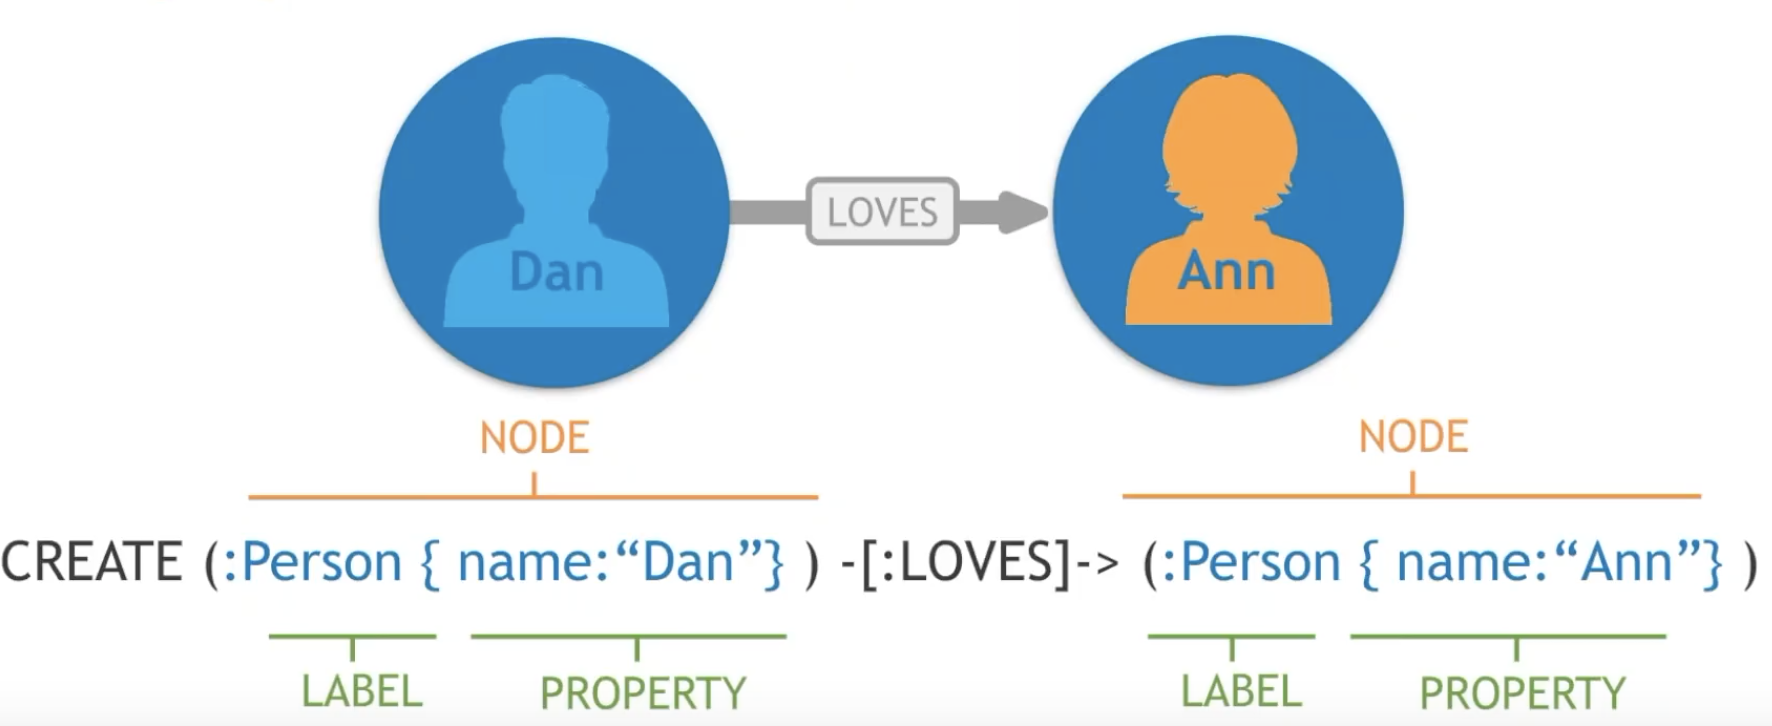 Dan
LOVES
Ann
NODE
NODE
CREATE (:Person { name:“Dan”} ) -[:LOVES]-> (:Person { name:“Ann”} )
LABEL
PROPERTY
LABEL
PROPERTY